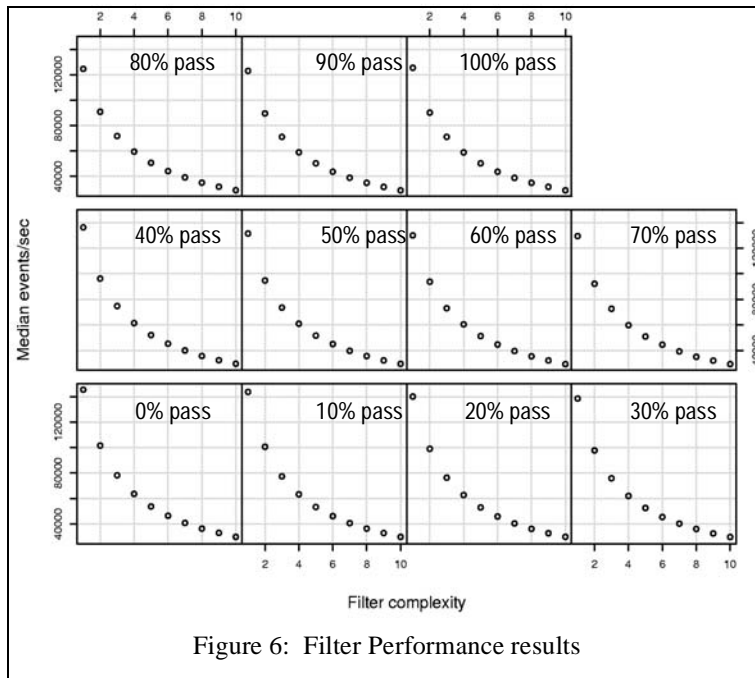 2 4 6 8 10 2 4 6 8 10
80% pass 90% pass 100% pass
120000
80000
40000
40% pass 50% pass 60% pass 70% pass
120000
80000
40000
Median events/sec
0% pass 10% pass 20% pass 30% pass
120000
80000
40000
2 4 6 8 10 2 4 6 8 10
Filter complexity
Figure 6: Filter Performance results